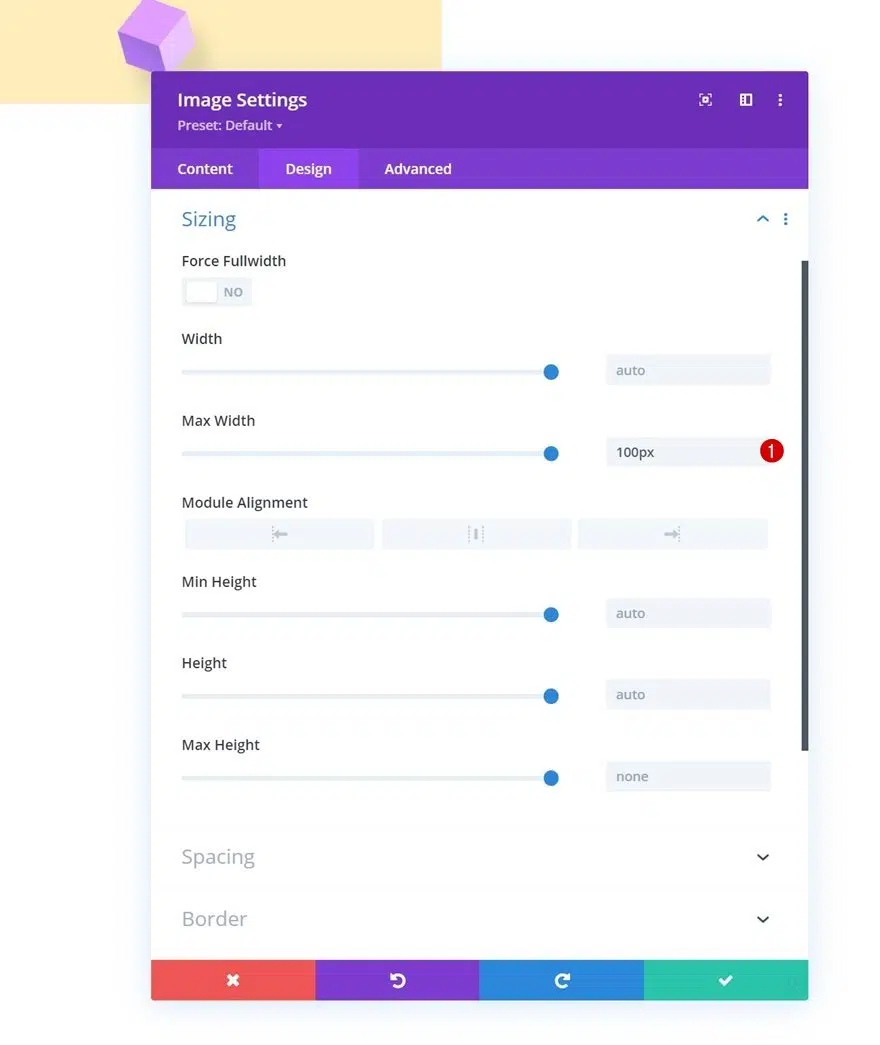 Image Settings
Preset: Default
Content Design Advanced
Sizing
Force Fullwidth
NO
Width
auto
Max Width
100px 1
Module Alignment
Min Height
auto
Height
auto
Max Height
none
Spacing
Border